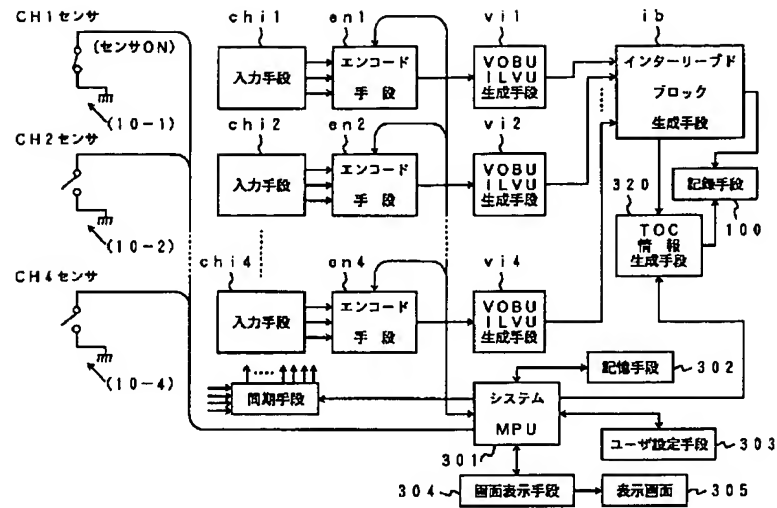 CH1センサ
(センサON)
(10-1)
CH2センサ
(10-2)
CH4センサ
(10-4)
chi1
入力手段
en1
エンコード
手段
vi1
VOBU
ILVU
生成手段
ib
インターリーブド
ブロック
生成手段
chi2
入力手段
en2
エンコード
手段
vi2
VOBU
ILVU
生成手段
320
TOC
情報
生成手段
記録手段
100
chi4
入力手段
en4
エンコード
手段
vi4
VOBU
ILVU
生成手段
同期手段
システム
MPU
301
記憶手段
302
ユーザ設定手段
303
304
画面表示手段
表示画面
305